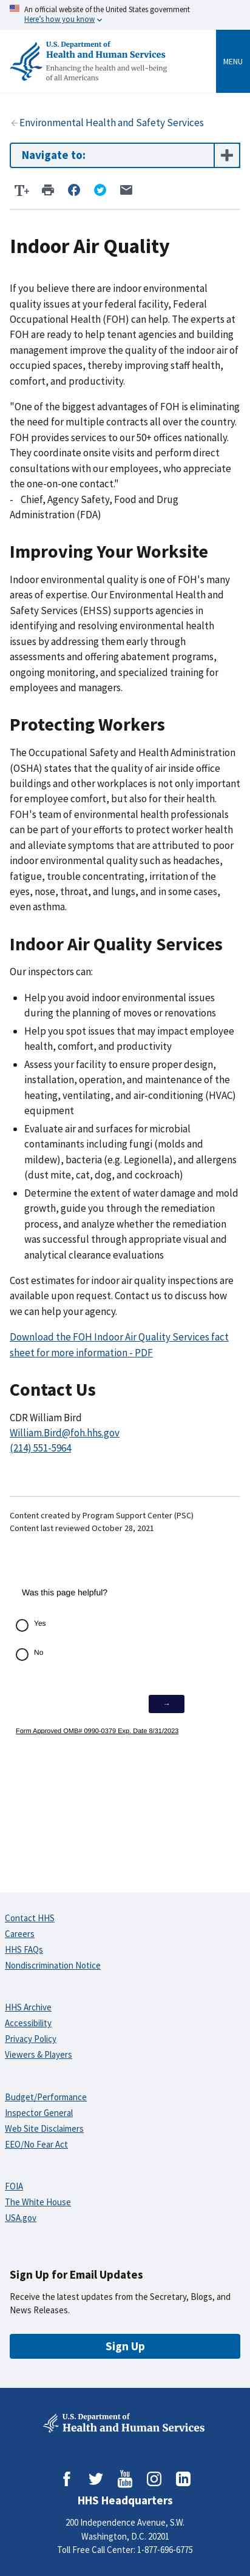 An official website of the United States government
Here's how you know
U.S. Department of
Health and Human Services
Enhancing the health and well-being
of all Americans
MENU
Environmental Health and Safety Services
Navigate to:
T+
Indoor Air Quality
If you believe there are indoor environmental
quality issues at your federal facility, Federal
Occupational Health (FOH) can help. The experts at
FOH are ready to help tenant agencies and building
management improve the quality of the indoor air of
occupied spaces, thereby improving staff health,
comfort, and productivity.
"One of the biggest advantages of FOH is eliminating
the need for multiple contracts all over the country.
FOH provides services to our 50+ offices nationally.
They coordinate onsite visits and perform direct
consultations with our employees, who appreciate
the one-on-one contact."
- Chief, Agency Safety, Food and Drug
Administration (FDA)
Improving Your Worksite
Indoor environmental quality is one of FOH's many
areas of expertise. Our Environmental Health and
Safety Services (EHSS) supports agencies in
identifying and resolving environmental health
issues by addressing them early through
assessments and offering abatement programs,
ongoing monitoring, and specialized training for
employees and managers.
Protecting Workers
The Occupational Safety and Health Administration
(OSHA) states that the quality of air inside office
buildings and other workplaces is not only important
for employee comfort, but also for their health.
FOH's team of environmental health professionals
can be part of your efforts to protect worker health
and alleviate symptoms that are attributed to poor
indoor environmental quality such as headaches,
fatigue, trouble concentrating, irritation of the
eyes, nose, throat, and lungs, and in some cases,
even asthma.
Indoor Air Quality Services
Our inspectors can:
Help you avoid indoor environmental issues
during the planning of moves or renovations
Help you spot issues that may impact employee
health, comfort, and productivity
Assess your facility to ensure proper design,
installation, operation, and maintenance of the
heating, ventilating, and air-conditioning (HVAC)
equipment
Evaluate air and surfaces for microbial
contaminants including fungi (molds and
mildew), bacteria (e.g. Legionella), and allergens
(dust mite, cat, dog, and cockroach)
Determine the extent of water damage and mold
growth, guide you through the remediation
process, and analyze whether the remediation
was successful through appropriate visual and
analytical clearance evaluations
Cost estimates for indoor air quality inspections are
available upon request. Contact us to discuss how
we can help your agency.
Download the FOH Indoor Air Quality Services fact
sheet for more information - PDF
Contact Us
CDR William Bird
William.Bird@foh.hhs.gov
(214) 551-5964
Content created by Program Support Center (PSC)
Content last reviewed October 28, 2021
Was this page helpful?
Yes
No
→
Form Approved OMB# 0990-0379 Exp. Date 8/31/2023
Contact HHS
Careers
HHS FAQs
Nondiscrimination Notice
HHS Archive
Accessibility
Privacy Policy
Viewers & Players
Budget/Performance
Inspector General
Web Site Disclaimers
EEO/No Fear Act
FOIA
The White House
USA.gov
Sign Up for Email Updates
Receive the latest updates from the Secretary, Blogs, and
News Releases.
Sign Up
U.S. Department of
Health and Human Services
You
Tube
HHS Headquarters
200 Independence Avenue, S.W.
Washington, D.C. 20201
Toll Free Call Center: 1-877-696-6775